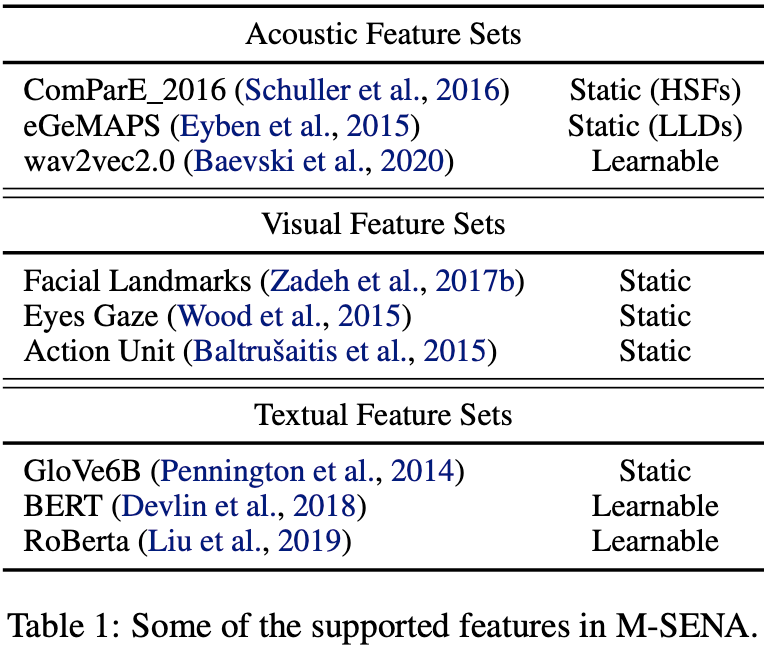 Acoustic Feature Sets
ComParE_2016 (Schuller et al., 2016) Static (HSFs)
eGeMAPS (Eyben et al., 2015) Static (LLDs)
wav2vec2.0 (Baevski et al., 2020) Learnable
Visual Feature Sets
Facial Landmarks (Zadeh et al., 2017b) Static
Eyes Gaze (Wood et al., 2015) Static
Action Unit (Baltrušaitis et al., 2015) Static
Textual Feature Sets
GloVe6B (Pennington et al., 2014) Static
BERT (Devlin et al., 2018) Learnable
RoBerta (Liu et al., 2019) Learnable
Table 1: Some of the supported features in M-SENA.